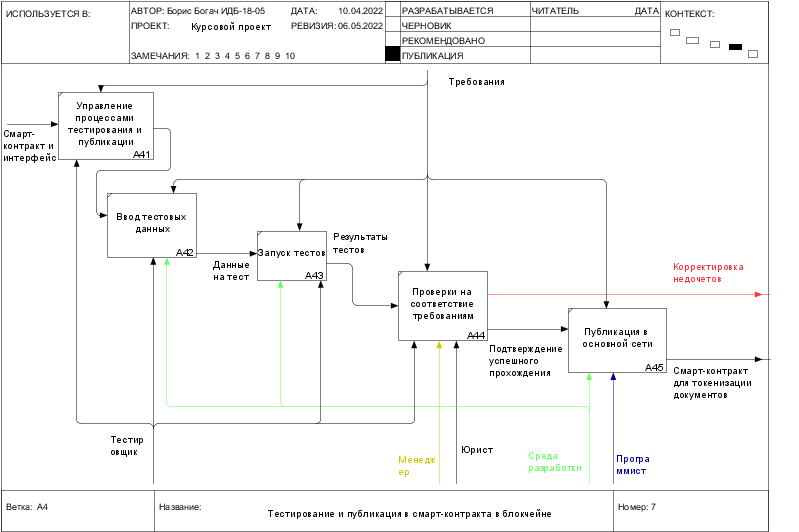 ИСПОЛЬЗУЕТСЯ В:
АВТОР: Борис Богач ИДБ-18-05
ДАТА: 10.04.2022
ПРОЕКТ: Курсовой проект
РЕВИЗИЯ: 06.05.2022
ЗАМЕЧАНИЯ: 1 2 3 4 5 6 7 8 9 10
РАЗРАБАТЫВАЕТСЯ
ЧЕРНОВИК
РЕКОМЕНДОВАНО
ПУБЛИКАЦИЯ
ЧИТАТЕЛЬ
ДАТА
КОНТЕКСТ:
Требования
Управление
процессами
тестирования и
публикации
A41
Смарт-
контракт и
интерфейс
Ввод тестовых
данных
A42
Данные
на тест
Запуск тестов
A43
Результаты
тестов
Проверки на
соответствие
требованиям
A44
Корректировка
недочетов
Подтверждение
успешного
прохождения
Публикация в
основной сети
A45
Смарт-контракт
для токенизации
документов
Тестир
овщик
Менедж
ер
Юрист
Среда
разработки
Програ
ммист
Ветка: A4
Название:
Тестирование и публикация в смарт-контракта в блокчейне
Номер: 7